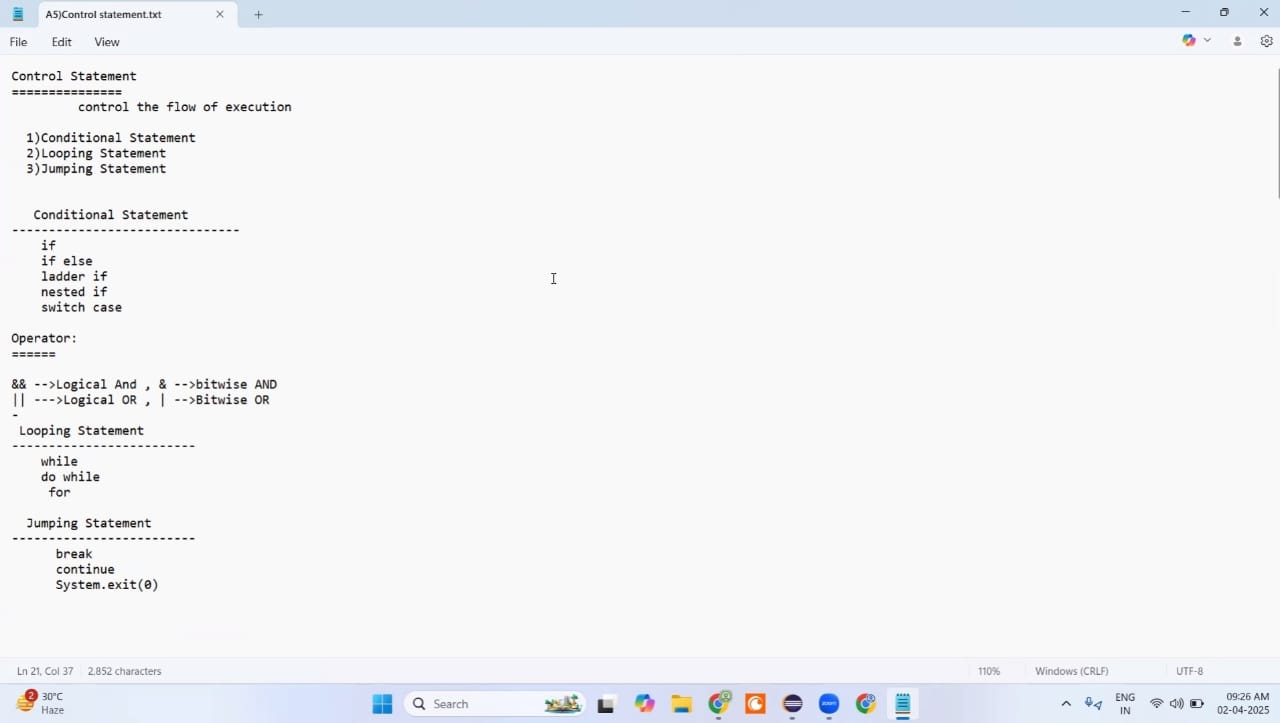 A5)Control statement.txt
File Edit View
Control Statement
===============
control the flow of execution
1)Conditional Statement
2)Looping Statement
3)Jumping Statement
Conditional Statement
-------------------------------
if
if else
ladder if
nested if
switch case
Operator:
======
&& -->Logical And , & -->bitwise AND
|| --->Logical OR , | -->Bitwise OR
-
Looping Statement
-------------------------
while
do while
for
Jumping Statement
-------------------------
break
continue
System.exit(0)
Ln 21, Col 37 2,852 characters 110% Windows (CRLF) UTF-8
2 30°C
Haze
Search
zoom
ENG
IN
09:26 AM
02-04-2025